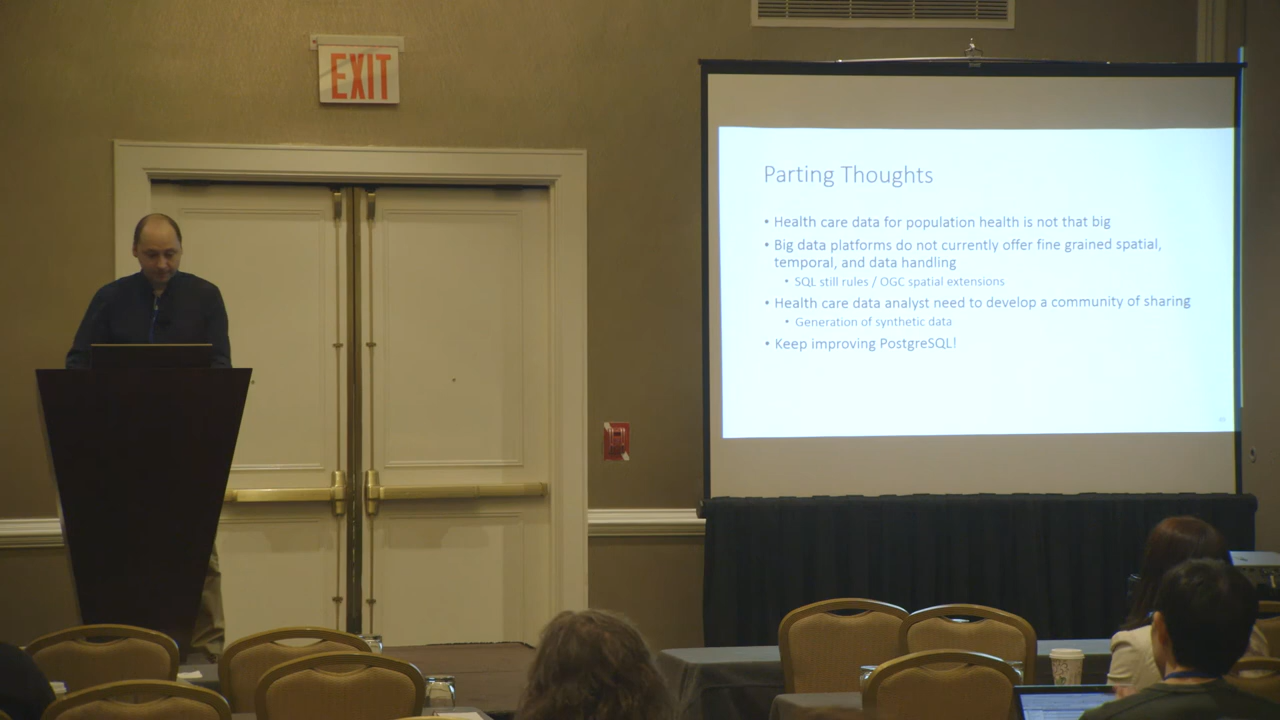 EXIT
Parting Thoughts
• Health care data for population health is not that big
• Big data platforms do not currently offer fine grained spatial,
temporal, and data handling
• SQL still rules / OGC spatial extensions
• Health care data analyst need to develop a community of sharing
• Generation of synthetic data
• Keep improving PostgreSQL!